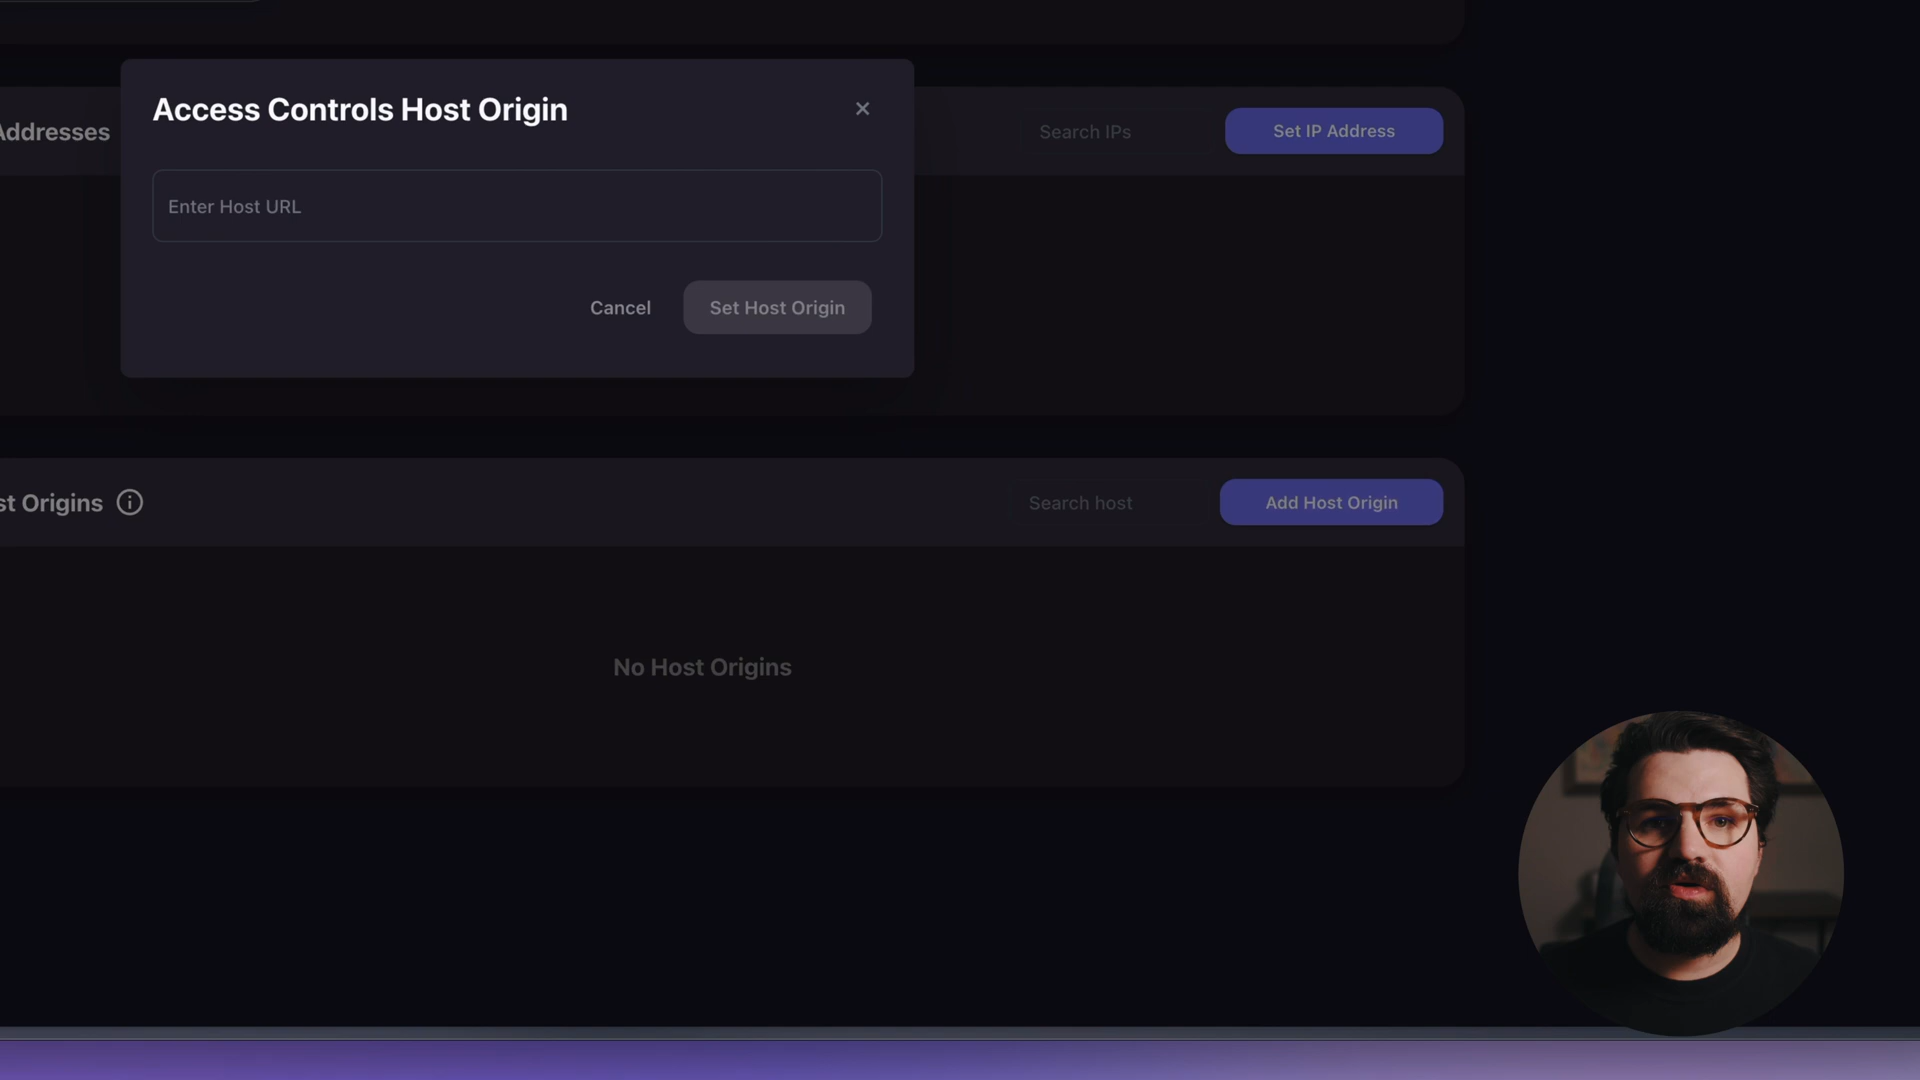 Access Controls Host Origin
Addresses
Search IPs
Set IP Address
Enter Host URL
Cancel
Set Host Origin
st Origins
Search host
Add Host Origin
No Host Origins